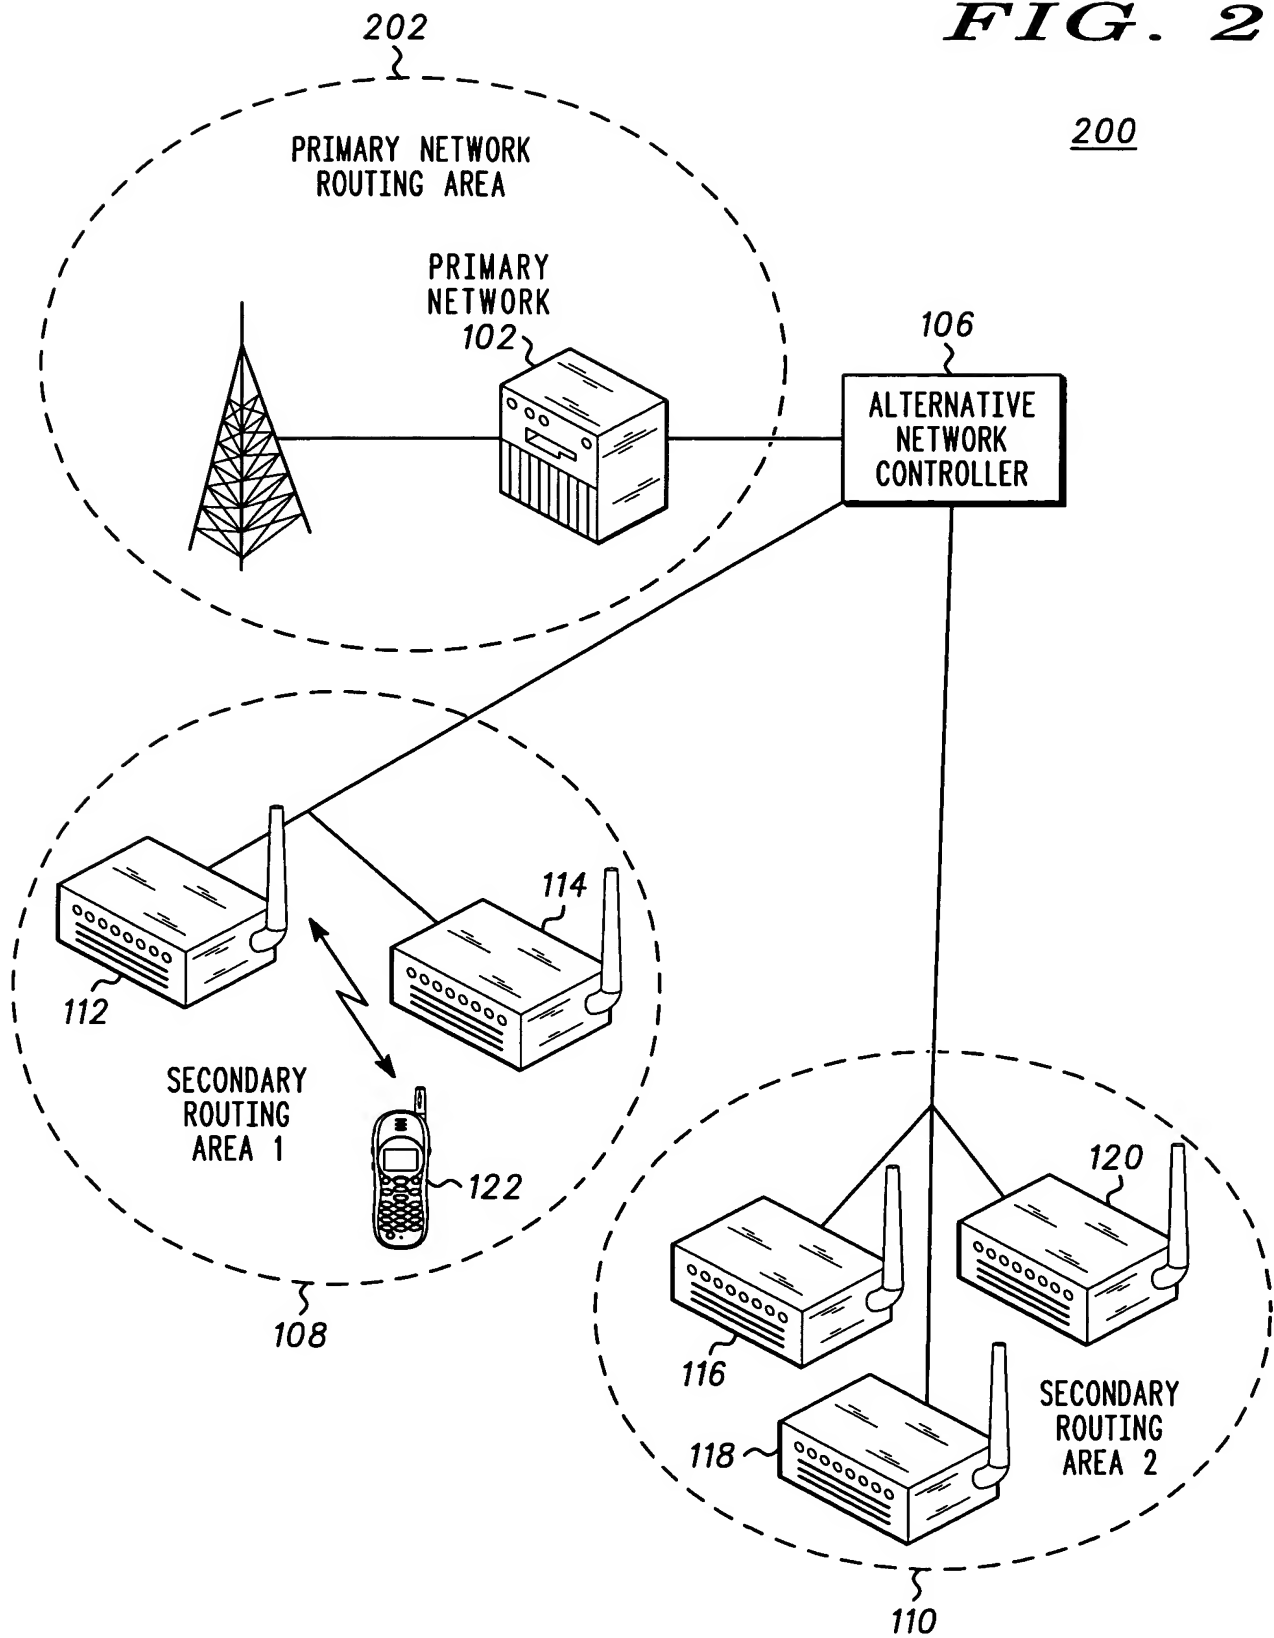 FIG. 2
202
200
PRIMARY NETWORK
ROUTING AREA
PRIMARY
NETWORK
102
106
ALTERNATIVE
NETWORK
CONTROLLER
114
112
SECONDARY
ROUTING
AREA 1
122
108
120
116
118
SECONDARY
ROUTING
AREA 2
110